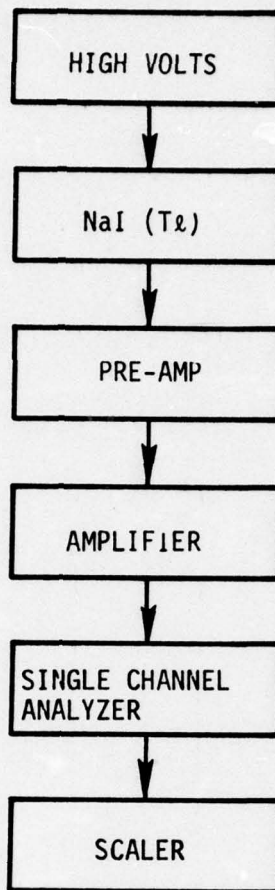 HIGH VOLTS
NaI (Tℓ)
PRE-AMP
AMPLIFIER
SINGLE CHANNEL
ANALYZER
SCALER